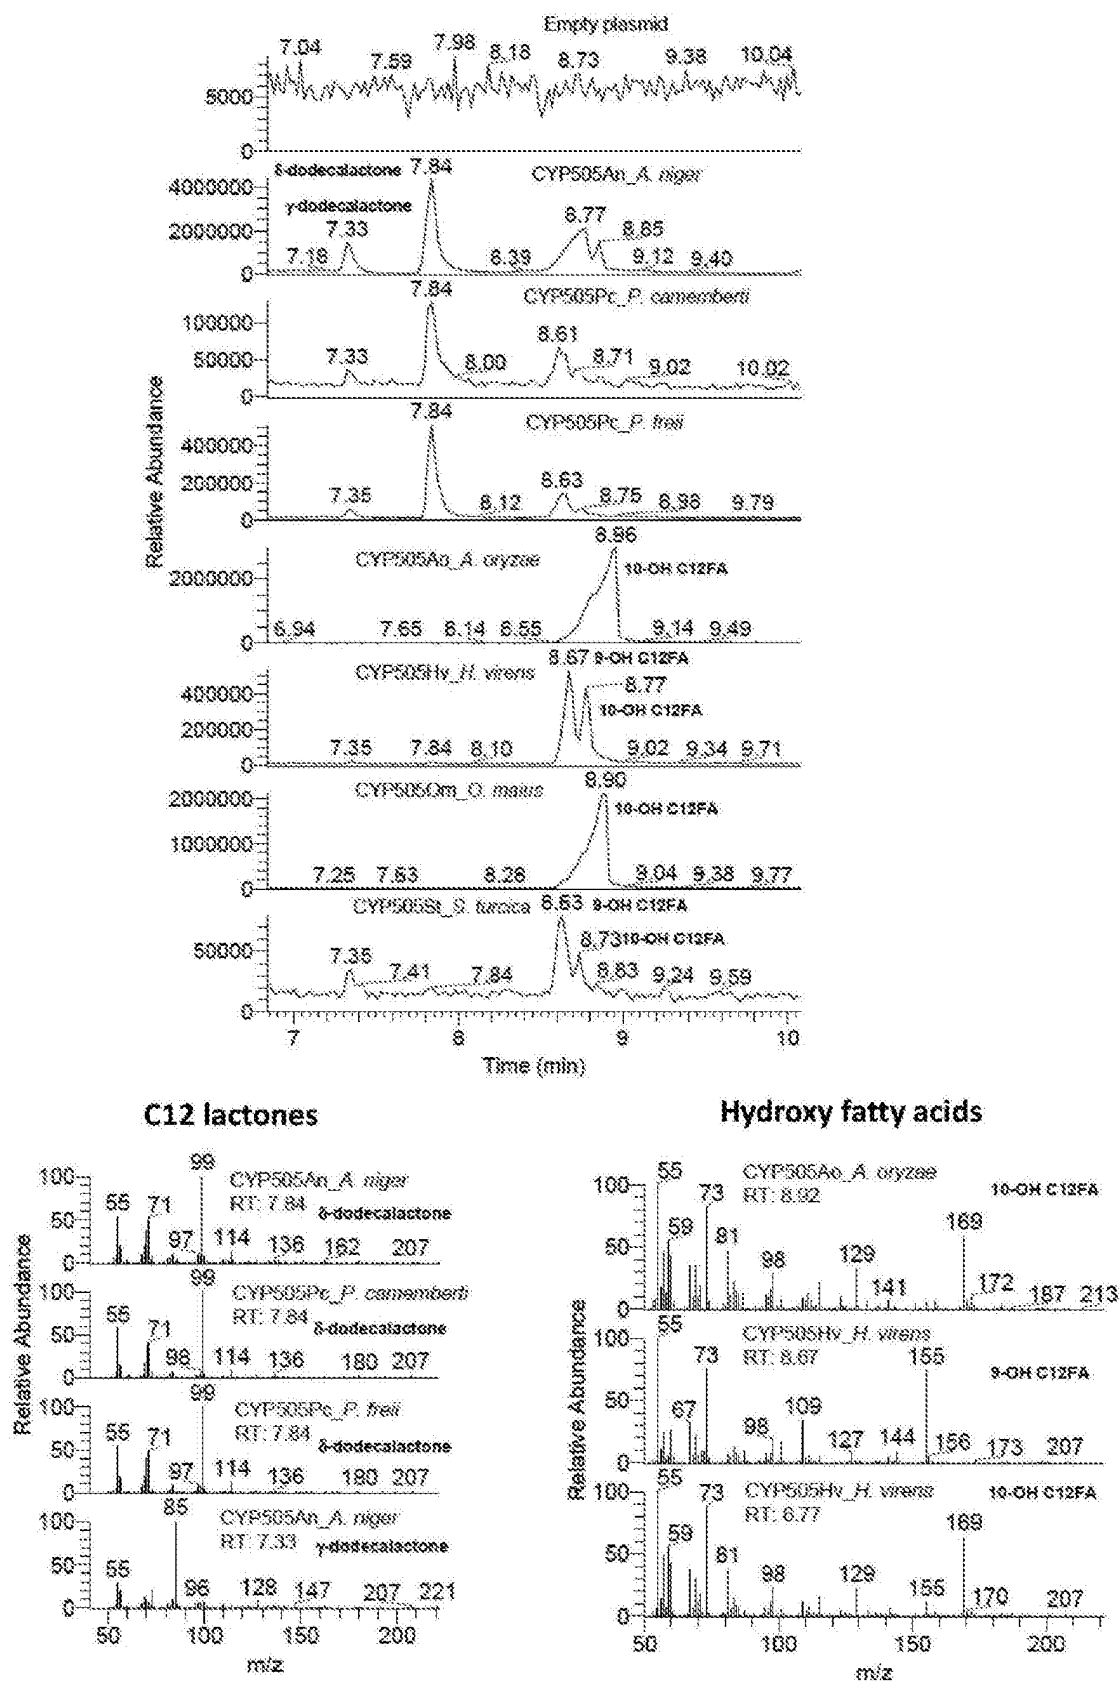 Empty plasmid
7.04 7.59 7.98 8.18 8.73 9.38 10.04
5000
0
δ-dodecalactone 7.84 CYP505An_A. niger
4000000
γ-dodecalactone
8.77
2000000 7.33 8.85
7.18 8.39 9.12 9.40
0
7.84 CYP505Pc_P. camemberti
100000
8.61
50000 7.33 8.00 8.71 9.02 10.02
0
7.84 CYP505Pc_P. freii
400000
200000 7.35 8.12 8.63 8.75 8.98 9.79
0
8.96
CYP505Ao_A. oryzae
10-OH C12FA
2000000
6.94 7.65 8.14 8.55 9.14 9.49
0
8.67 9-OH C12FA
CYP505Hv_H. virens
8.77
400000
10-OH C12FA
200000
7.35 7.84 8.10 9.02 9.34 9.71
0
8.90
CYP505Om_O. maius
2000000
10-OH C12FA
1000000
7.25 7.63 8.26 9.04 9.38 9.77
0
CYP505St_S. turcica 8.63 9-OH C12FA
8.73 10-OH C12FA
50000
7.35 7.41 7.84 8.83 9.24 9.59
0
7 8 9 10
Time (min)
Relative Abundance
C12 lactones
99
100
CYP505An_A. niger
RT: 7.84
δ-dodecalactone
55 71
50
97 114 136 162 207
0
99
100
CYP505Pc_P. camemberti
RT: 7.84
δ-dodecalactone
55 71
50
98 114 136 180 207
0
99
100
CYP505Pc_P. freii
RT: 7.84
δ-dodecalactone
55 71
50
97 114 136 180 207
0
85
100
CYP505An_A. niger
RT: 7.33 γ-dodecalactone
55
50
96 128 147 207 221
0
50 100 150 200
m/z
Relative Abundance
Hydroxy fatty acids
55
100
CYP505Ao_A. oryzae
RT: 8.92
10-OH C12FA
73
59 81 169
50
98 129 141 172 187 213
0
55
100
CYP505Hv_H. virens
RT: 8.67
9-OH C12FA
73 155
50
67 98 109 127 144 156 173 207
0
55
100
CYP505Hv_H. virens 10-OH C12FA
RT: 8.77
73
59 81 169
50
98 129 155 170 207
0
50 100 150 200
m/z
Relative Abundance